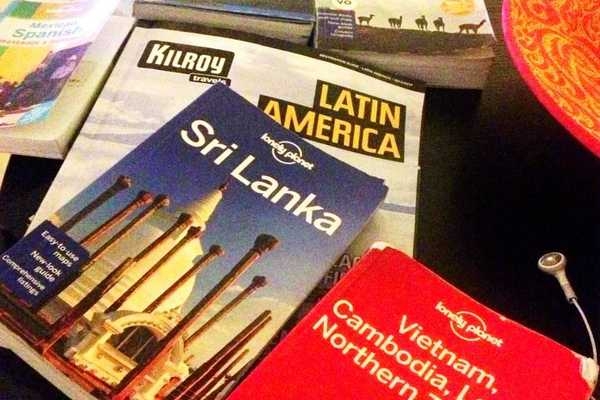 Mexican
Spanish
KILROY
travels
LATIN
AMERICA
lonely planet
Sri Lanka
Easy-to-use
maps
New-look
guide
Comprehensive
listings
lonely planet
Vietnam,
Cambodia,
Northern